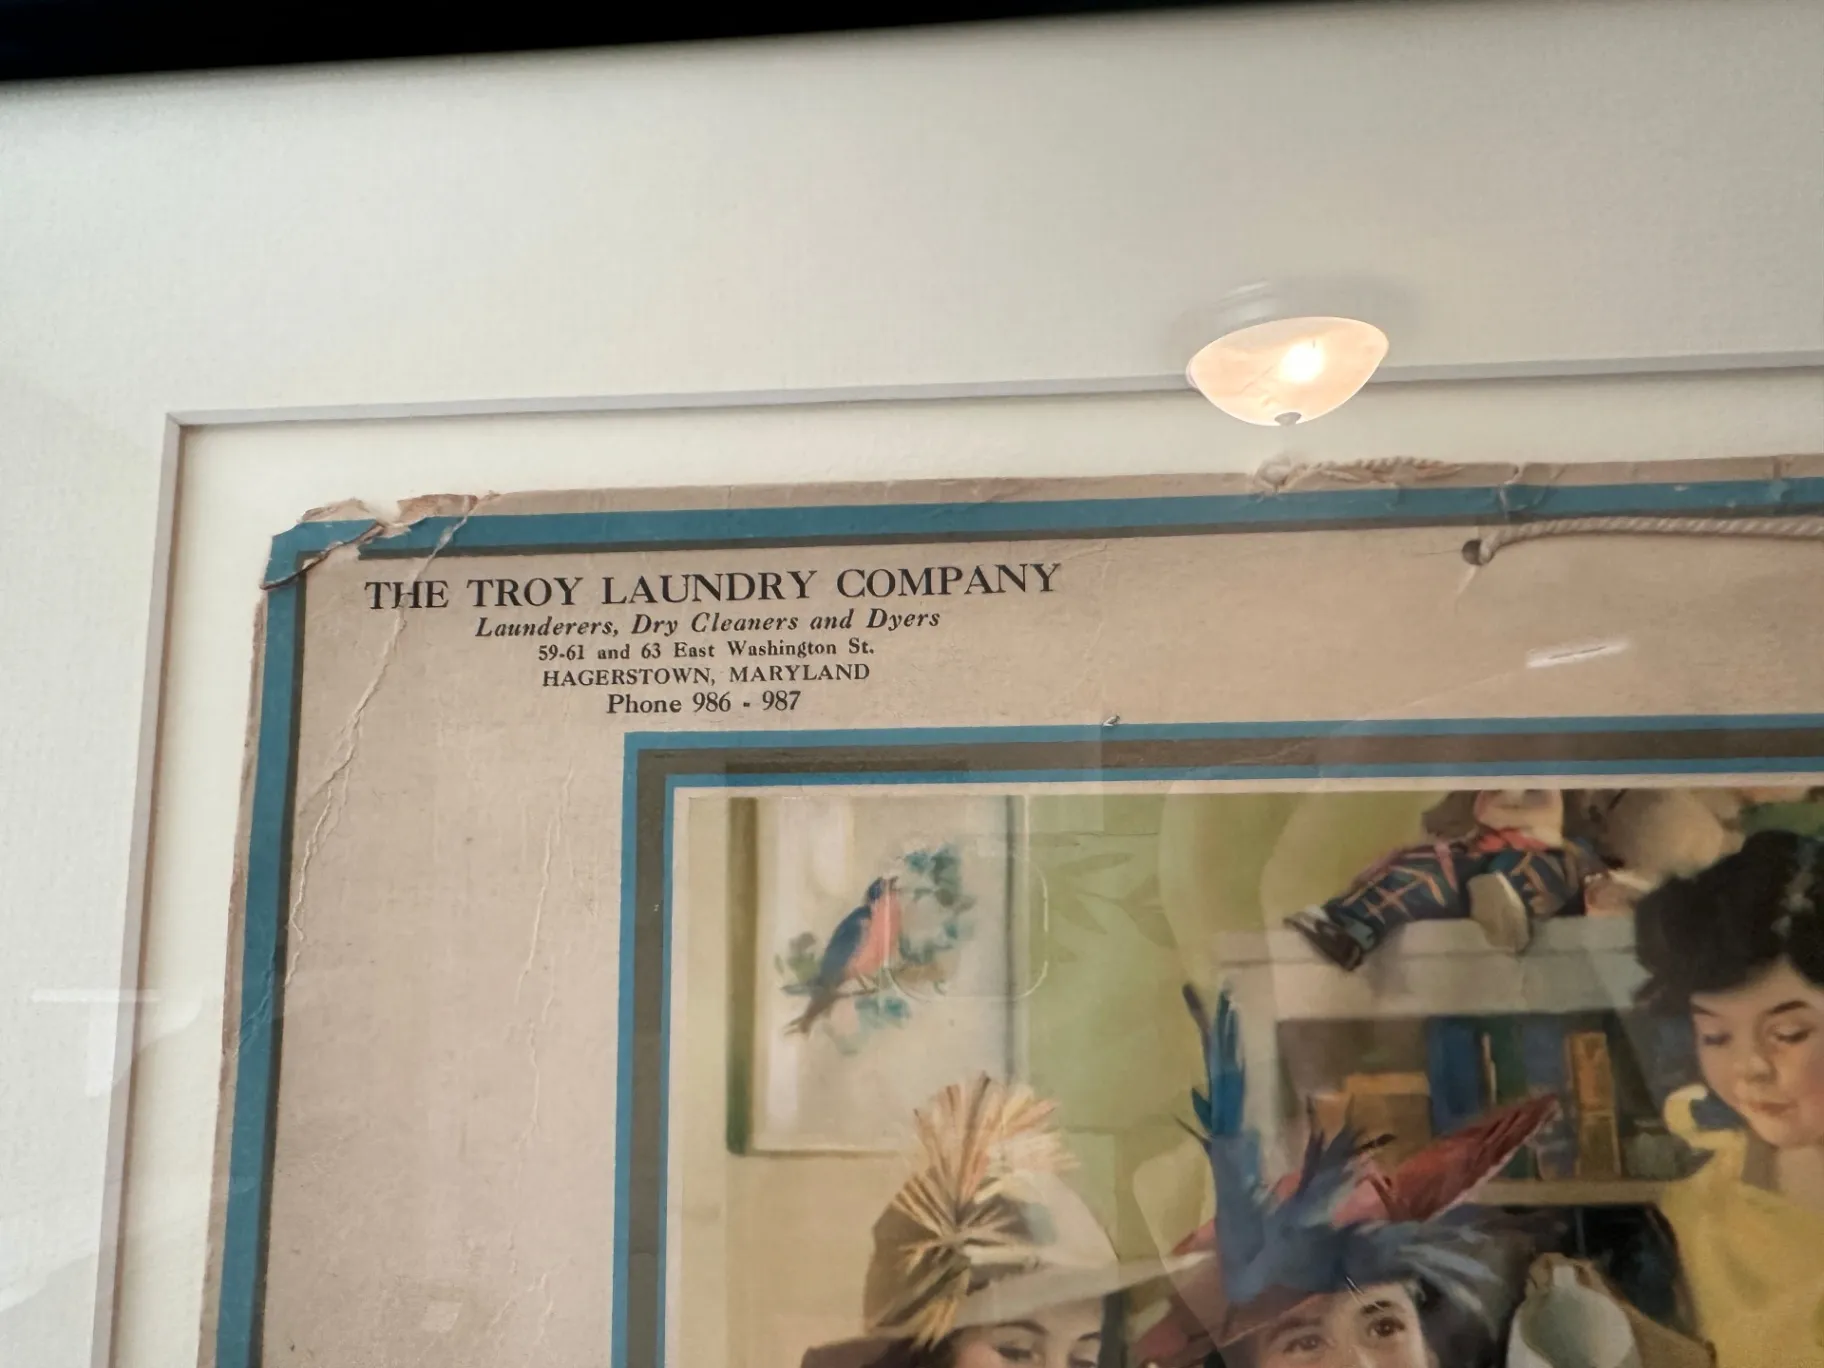 THE TROY LAUNDRY COMPANY
Launderers, Dry Cleaners and Dyers
59-61 and 63 East Washington St.
HAGERSTOWN, MARYLAND
Phone 986 - 987